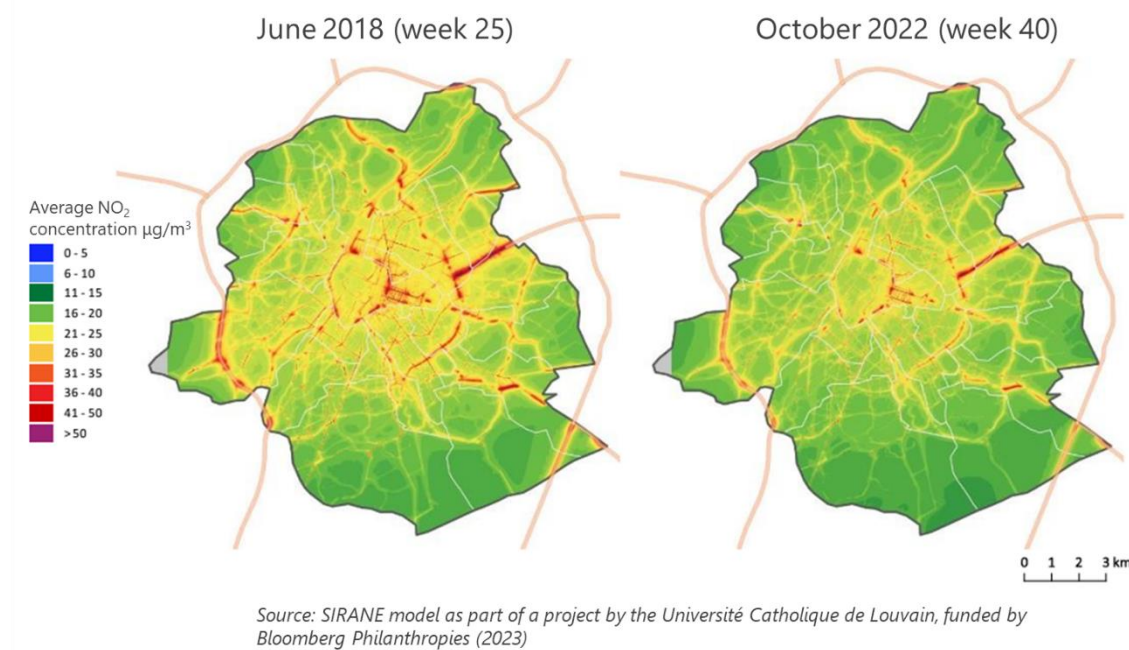 June 2018 (week 25)
October 2022 (week 40)
Average NO₂
concentration µg/m³
0 - 5
6 - 10
11 - 15
16 - 20
21 - 25
26 - 30
31 - 35
36 - 40
41 - 50
>50
0 1 2 3 km
Source: SIRANE model as part of a project by the Université Catholique de Louvain, funded by
Bloomberg Philanthropies (2023)